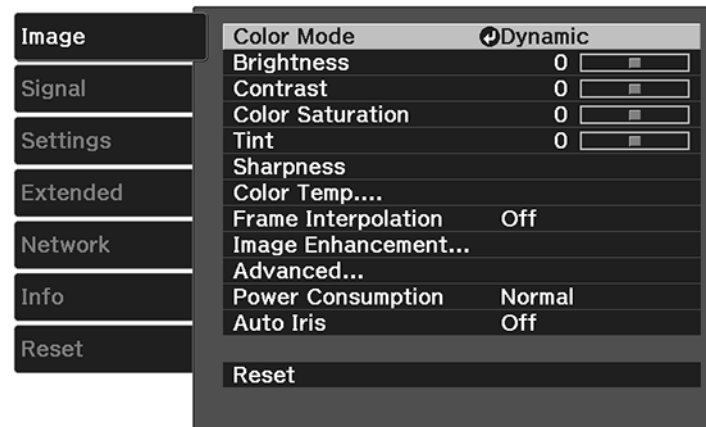 Image
Signal
Settings
Extended
Network
Info
Reset
Color Mode Dynamic
Brightness 0
Contrast 0
Color Saturation 0
Tint 0
Sharpness
Color Temp....
Frame Interpolation Off
Image Enhancement...
Advanced...
Power Consumption Normal
Auto Iris Off
Reset